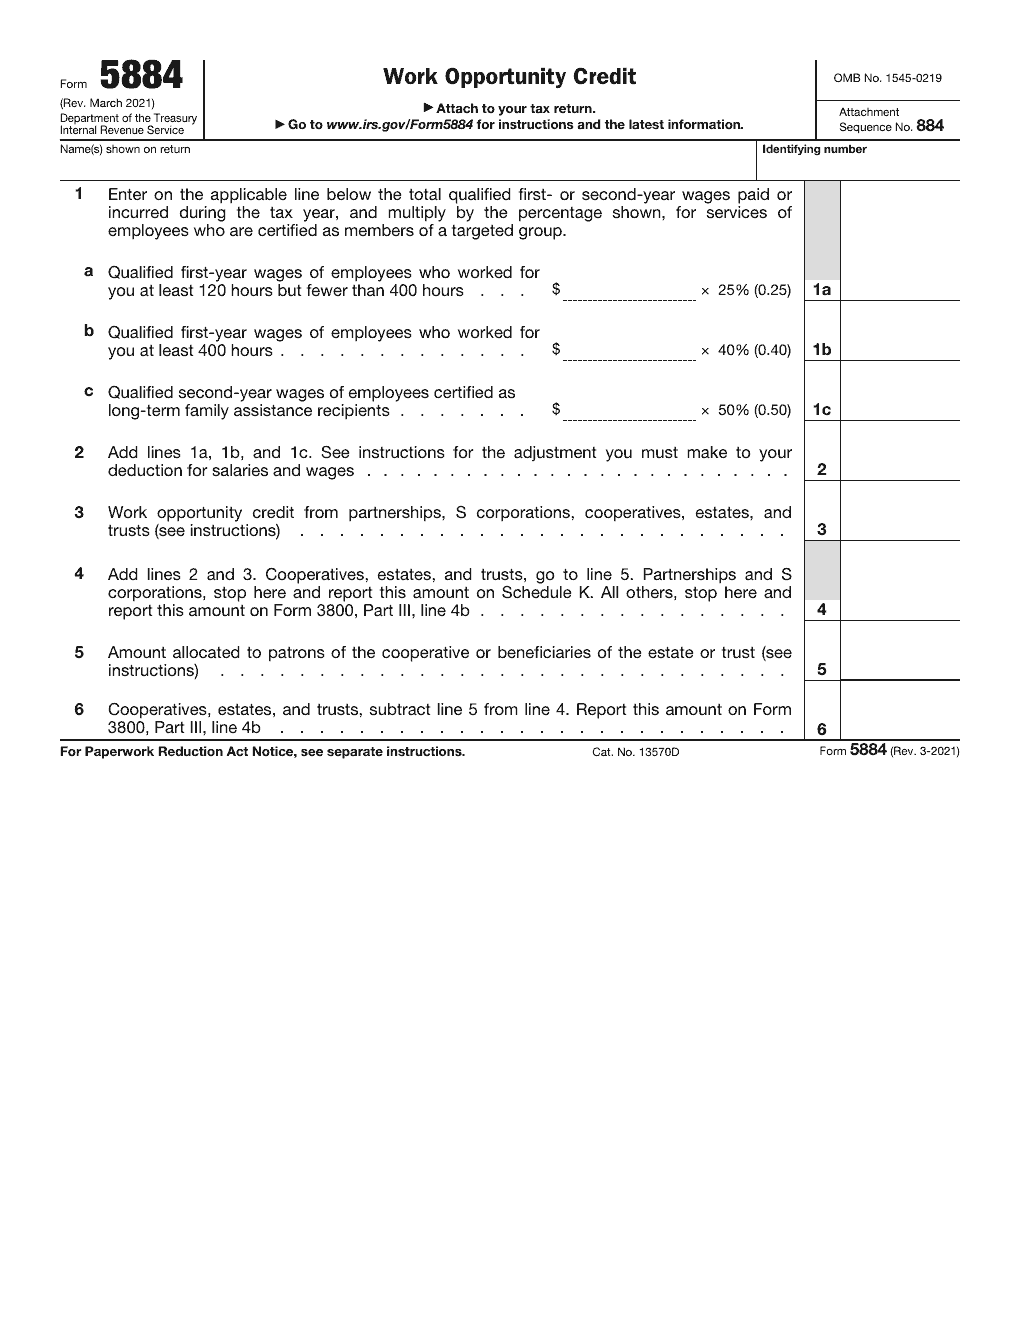 Form 5884
(Rev. March 2021)
Department of the Treasury
Internal Revenue Service
Work Opportunity Credit
▶ Attach to your tax return.
▶ Go to www.irs.gov/Form5884 for instructions and the latest information.
OMB No. 1545-0219
Attachment
Sequence No. 884
Name(s) shown on return
Identifying number
1 Enter on the applicable line below the total qualified first- or second-year wages paid or
incurred during the tax year, and multiply by the percentage shown, for services of
employees who are certified as members of a targeted group.
a Qualified first-year wages of employees who worked for
you at least 120 hours but fewer than 400 hours . . . $ × 25% (0.25) 1a
b Qualified first-year wages of employees who worked for
you at least 400 hours . . . . . . . . . . . . . $ × 40% (0.40) 1b
c Qualified second-year wages of employees certified as
long-term family assistance recipients . . . . . . . $ × 50% (0.50) 1c
2 Add lines 1a, 1b, and 1c. See instructions for the adjustment you must make to your
deduction for salaries and wages . . . . . . . . . . . . . . . . . . . . . . 2
3 Work opportunity credit from partnerships, S corporations, cooperatives, estates, and
trusts (see instructions) . . . . . . . . . . . . . . . . . . . . . . . . . 3
4 Add lines 2 and 3. Cooperatives, estates, and trusts, go to line 5. Partnerships and S
corporations, stop here and report this amount on Schedule K. All others, stop here and
report this amount on Form 3800, Part III, line 4b . . . . . . . . . . . . . . . . 4
5 Amount allocated to patrons of the cooperative or beneficiaries of the estate or trust (see
instructions) . . . . . . . . . . . . . . . . . . . . . . . . . . . . . 5
6 Cooperatives, estates, and trusts, subtract line 5 from line 4. Report this amount on Form
3800, Part III, line 4b . . . . . . . . . . . . . . . . . . . . . . . . . . 6
For Paperwork Reduction Act Notice, see separate instructions.
Cat. No. 13570D
Form 5884 (Rev. 3-2021)